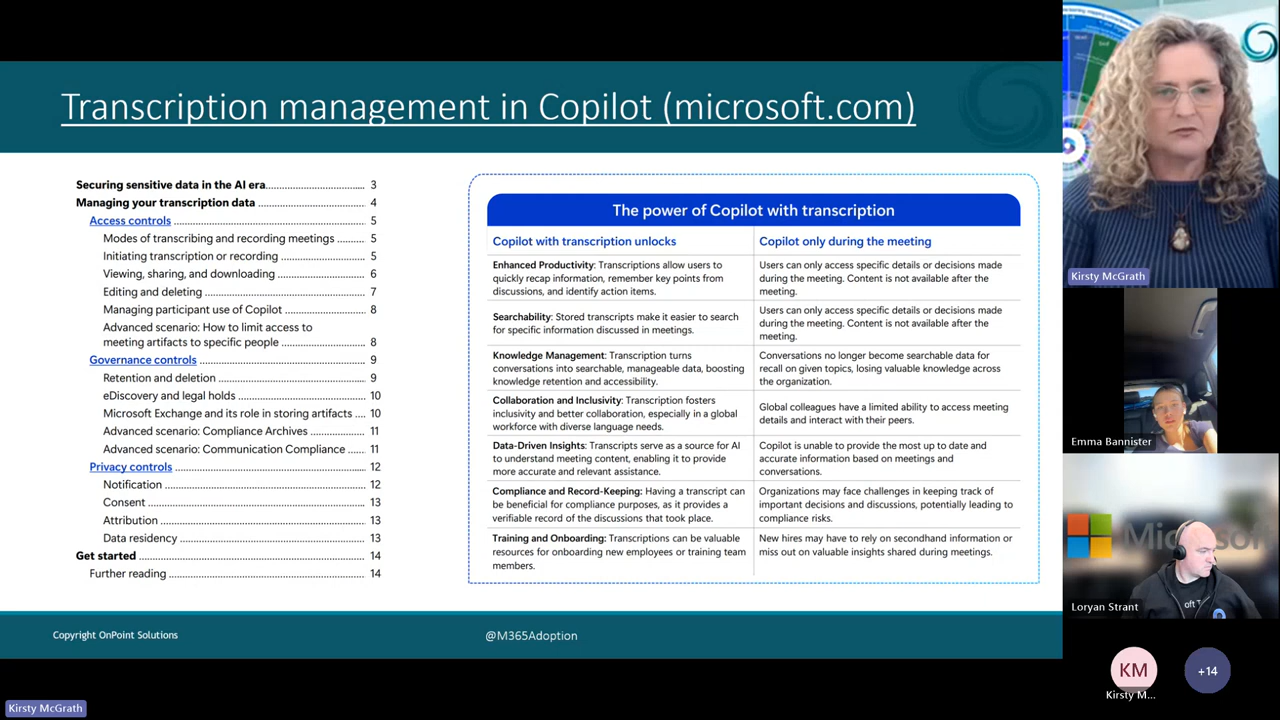 Transcription management in Copilot (microsoft.com)
Securing sensitive data in the AI era.................................. 3
Managing your transcription data ..................................... 4
Access controls ................................................................ 5
Modes of transcribing and recording meetings ......... 5
Initiating transcription or recording ............................ 5
Viewing, sharing, and downloading ............................ 6
Editing and deleting .................................................... 7
Managing participant use of Copilot ........................... 8
Advanced scenario: How to limit access to
meeting artifacts to specific people ............................ 8
Governance controls ......................................................... 9
Retention and deletion ................................................ 9
eDiscovery and legal holds ........................................ 10
Microsoft Exchange and its role in storing artifacts .... 10
Advanced scenario: Compliance Archives ................. 11
Advanced scenario: Communication Compliance ...... 11
Privacy controls .............................................................. 12
Notification ................................................................ 12
Consent ..................................................................... 13
Attribution ................................................................. 13
Data residency ........................................................... 13
Get started ........................................................................ 14
Further reading ............................................................... 14
The power of Copilot with transcription
Copilot with transcription unlocks
Copilot only during the meeting
Enhanced Productivity: Transcriptions allow users to
quickly recap information, remember key points from
discussions, and identify action items.
Users can only access specific details or decisions made
during the meeting. Content is not available after the
meeting.
Searchability: Stored transcripts make it easier to search
for specific information discussed in meetings.
Users can only access specific details or decisions made
during the meeting. Content is not available after the
meeting.
Knowledge Management: Transcription turns
conversations into searchable, manageable data, boosting
knowledge retention and accessibility.
Conversations no longer become searchable data for
recall on given topics, losing valuable knowledge across
the organization.
Collaboration and Inclusivity: Transcription fosters
inclusivity and better collaboration, especially in a global
workforce with diverse language needs.
Global colleagues have a limited ability to access meeting
details and interact with their peers.
Data-Driven Insights: Transcripts serve as a source for AI
to understand meeting content, enabling it to provide
more accurate and relevant assistance.
Copilot is unable to provide the most up to date and
accurate information based on meetings and
conversations.
Compliance and Record-Keeping: Having a transcript can
be beneficial for compliance purposes, as it provides a
verifiable record of the discussions that took place.
Organizations may face challenges in keeping track of
important decisions and discussions, potentially leading to
compliance risks.
Training and Onboarding: Transcriptions can be valuable
resources for onboarding new employees or training team
members.
New hires may have to rely on secondhand information or
miss out on valuable insights shared during meetings.
Copyright OnPoint Solutions
@M365Adoption
Kirsty McGrath
Kirsty McGrath
Emma Bannister
Loryan Strant
KM
Kirsty M...
+14